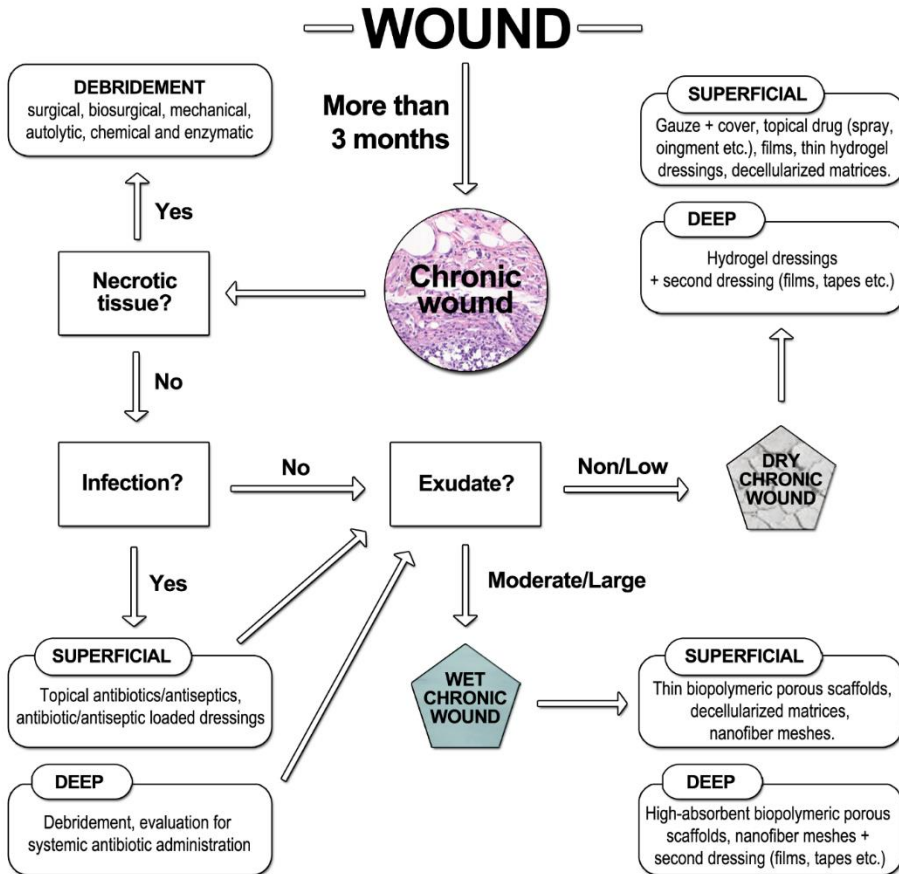 WOUND
More than
3 months
DEBRIDEMENT
surgical, biosurgical, mechanical,
autolytic, chemical and enzymatic
SUPERFICIAL
Gauze + cover, topical drug (spray,
oingment etc.), films, thin hydrogel
dressings, decellularized matrices.
Yes
DEEP
Hydrogel dressings
+ second dressing (films, tapes etc.)
Necrotic
tissue?
Chronic
wound
No
Infection?
No
Exudate?
Non/Low
DRY
CHRONIC
WOUND
Yes
Moderate/Large
SUPERFICIAL
Topical antibiotics/antiseptics,
antibiotic/antiseptic loaded dressings
WET
CHRONIC
WOUND
SUPERFICIAL
Thin biopolymeric porous scaffolds,
decellularized matrices,
nanofiber meshes.
DEEP
Debridement, evaluation for
systemic antibiotic administration
DEEP
High-absorbent biopolymeric porous
scaffolds, nanofiber meshes +
second dressing (films, tapes etc.)